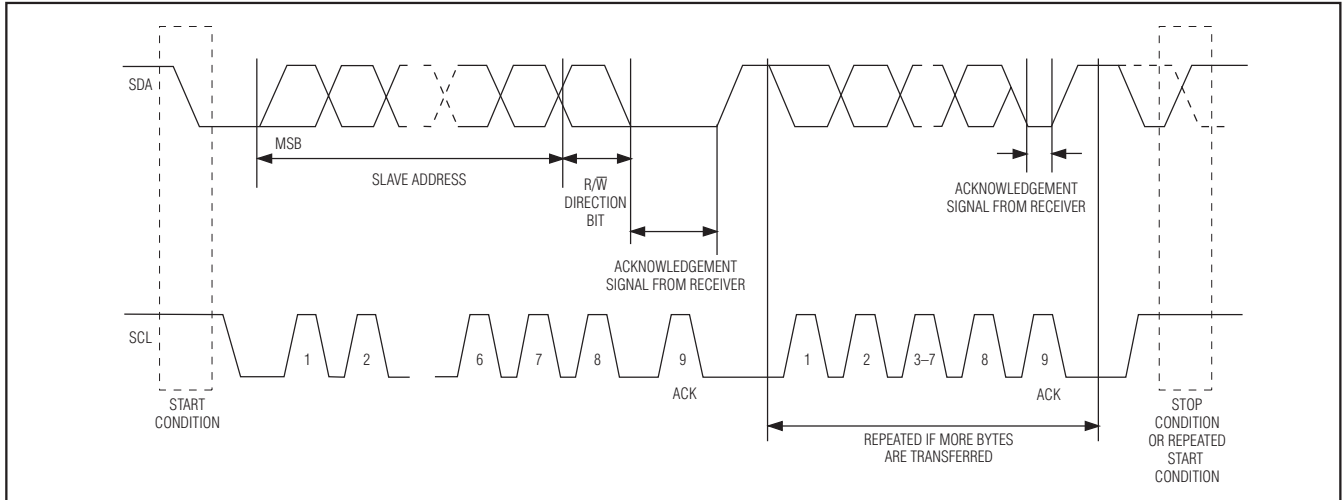 SDA
MSB
SLAVE ADDRESS
R/W̅
DIRECTION
BIT
ACKNOWLEDGEMENT
SIGNAL FROM RECEIVER
ACKNOWLEDGEMENT
SIGNAL FROM RECEIVER
SCL
1 2 6 7 8 9 1 2 3–7 8 9
ACK ACK
START
CONDITION
REPEATED IF MORE BYTES
ARE TRANSFERRED
STOP
CONDITION
OR REPEATED
START
CONDITION